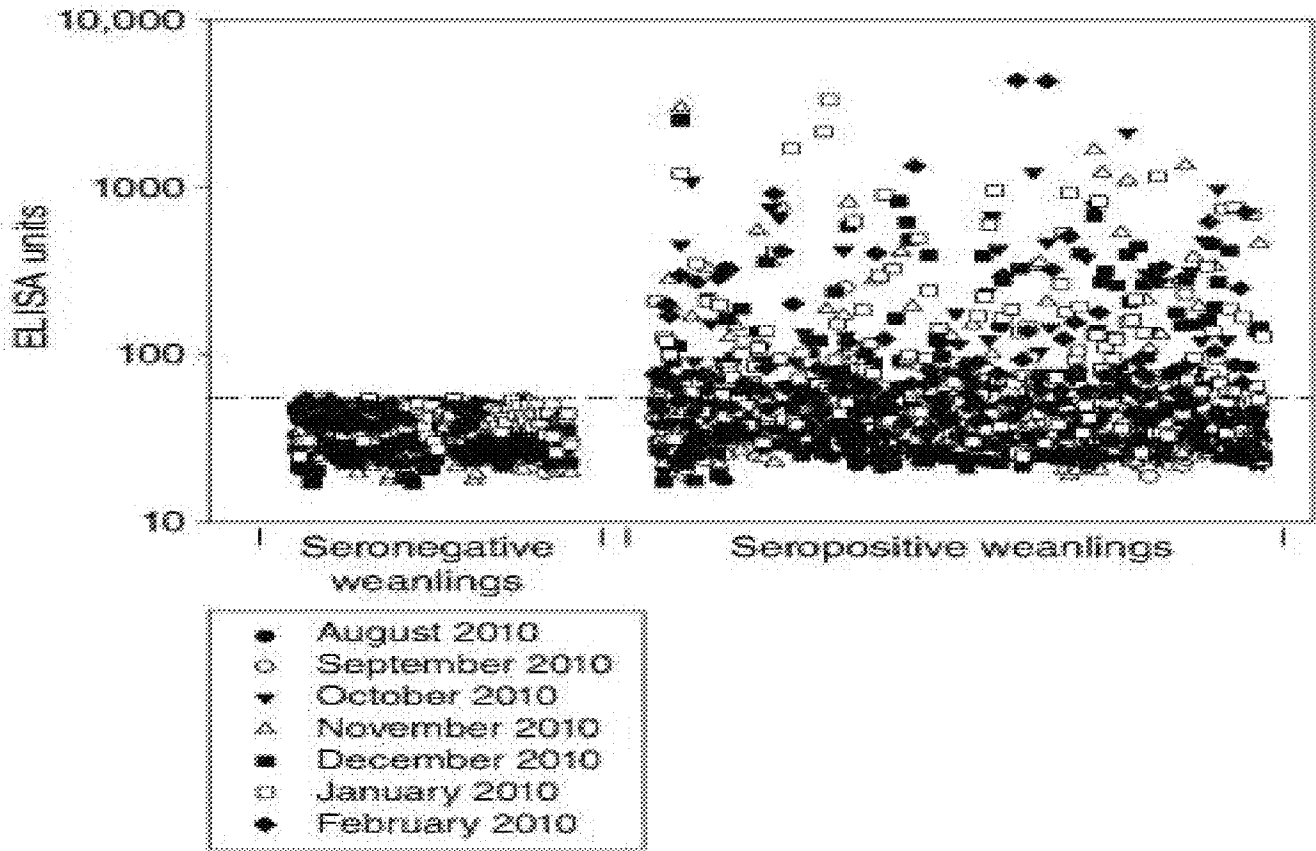 10,000
1000
100
10
ELISA units
Seronegative
weanlings
Seropositive weanlings
August 2010
September 2010
October 2010
November 2010
December 2010
January 2010
February 2010